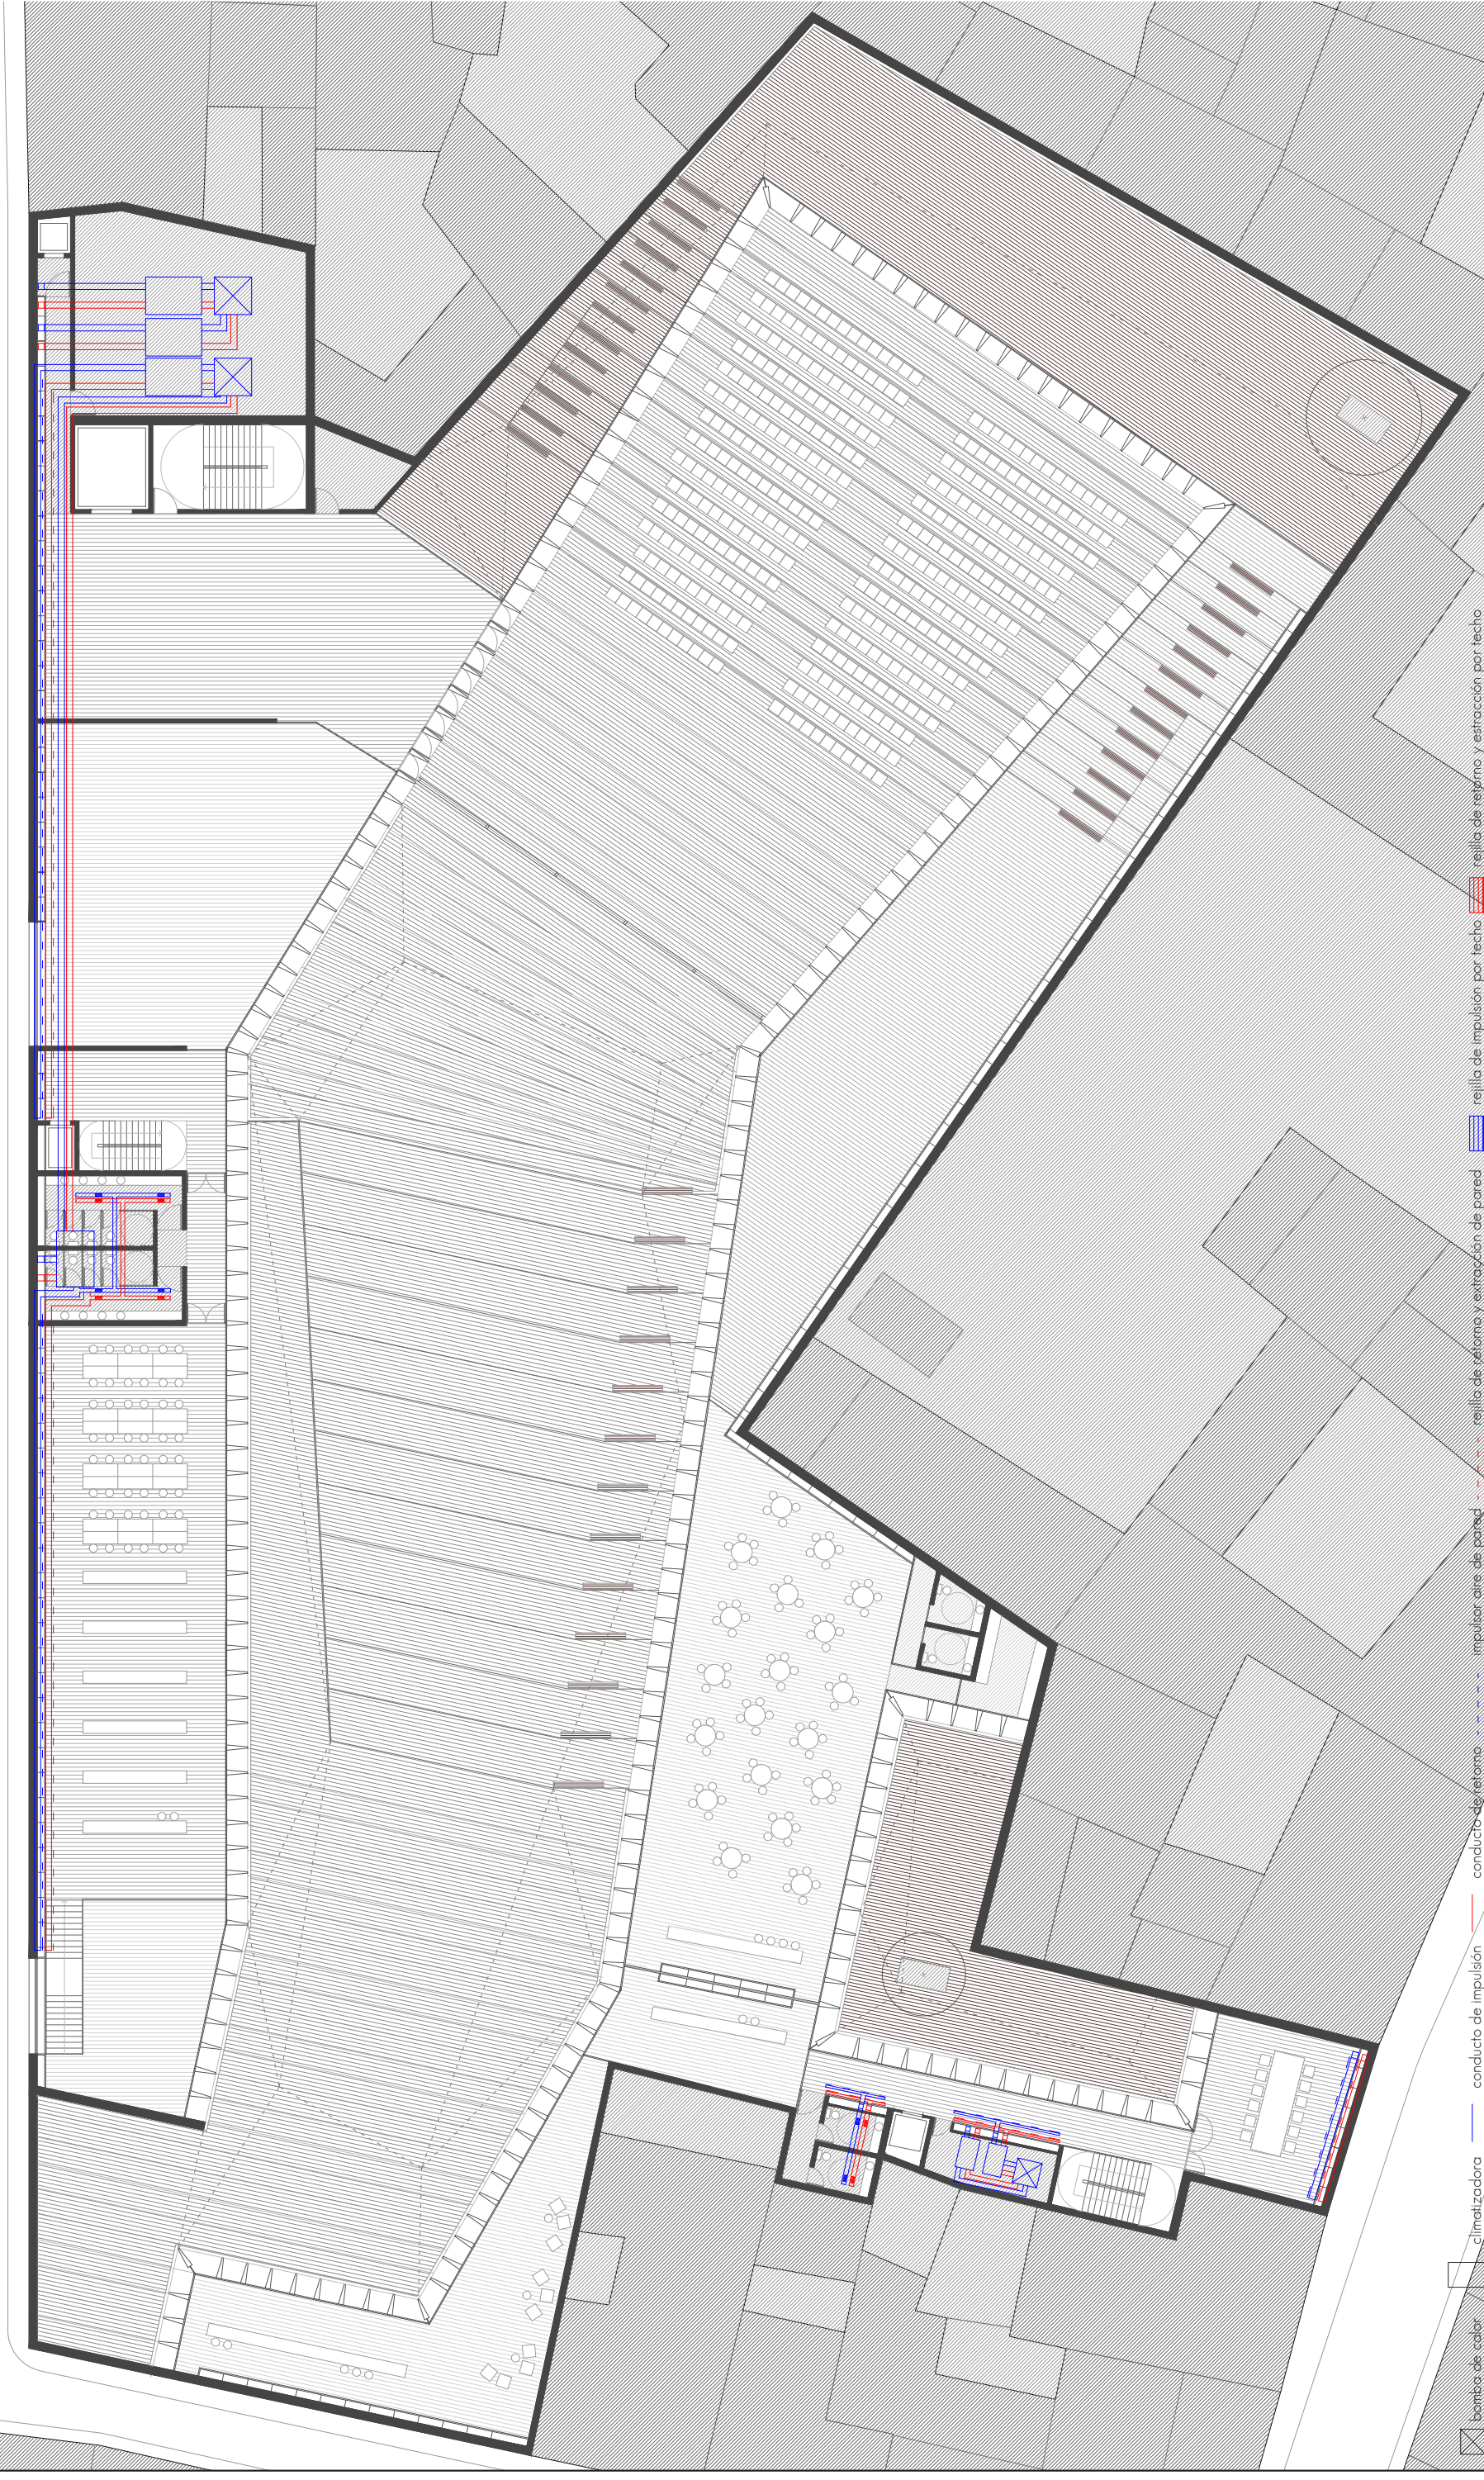 bomba de calor
climatizadora
conducto de impulsión
conducto de retorno
impulsor aire de pared
rejilla de retorno y extracción de pared
rejilla de impulsión por techo
rejilla de retorno y estracción por techo